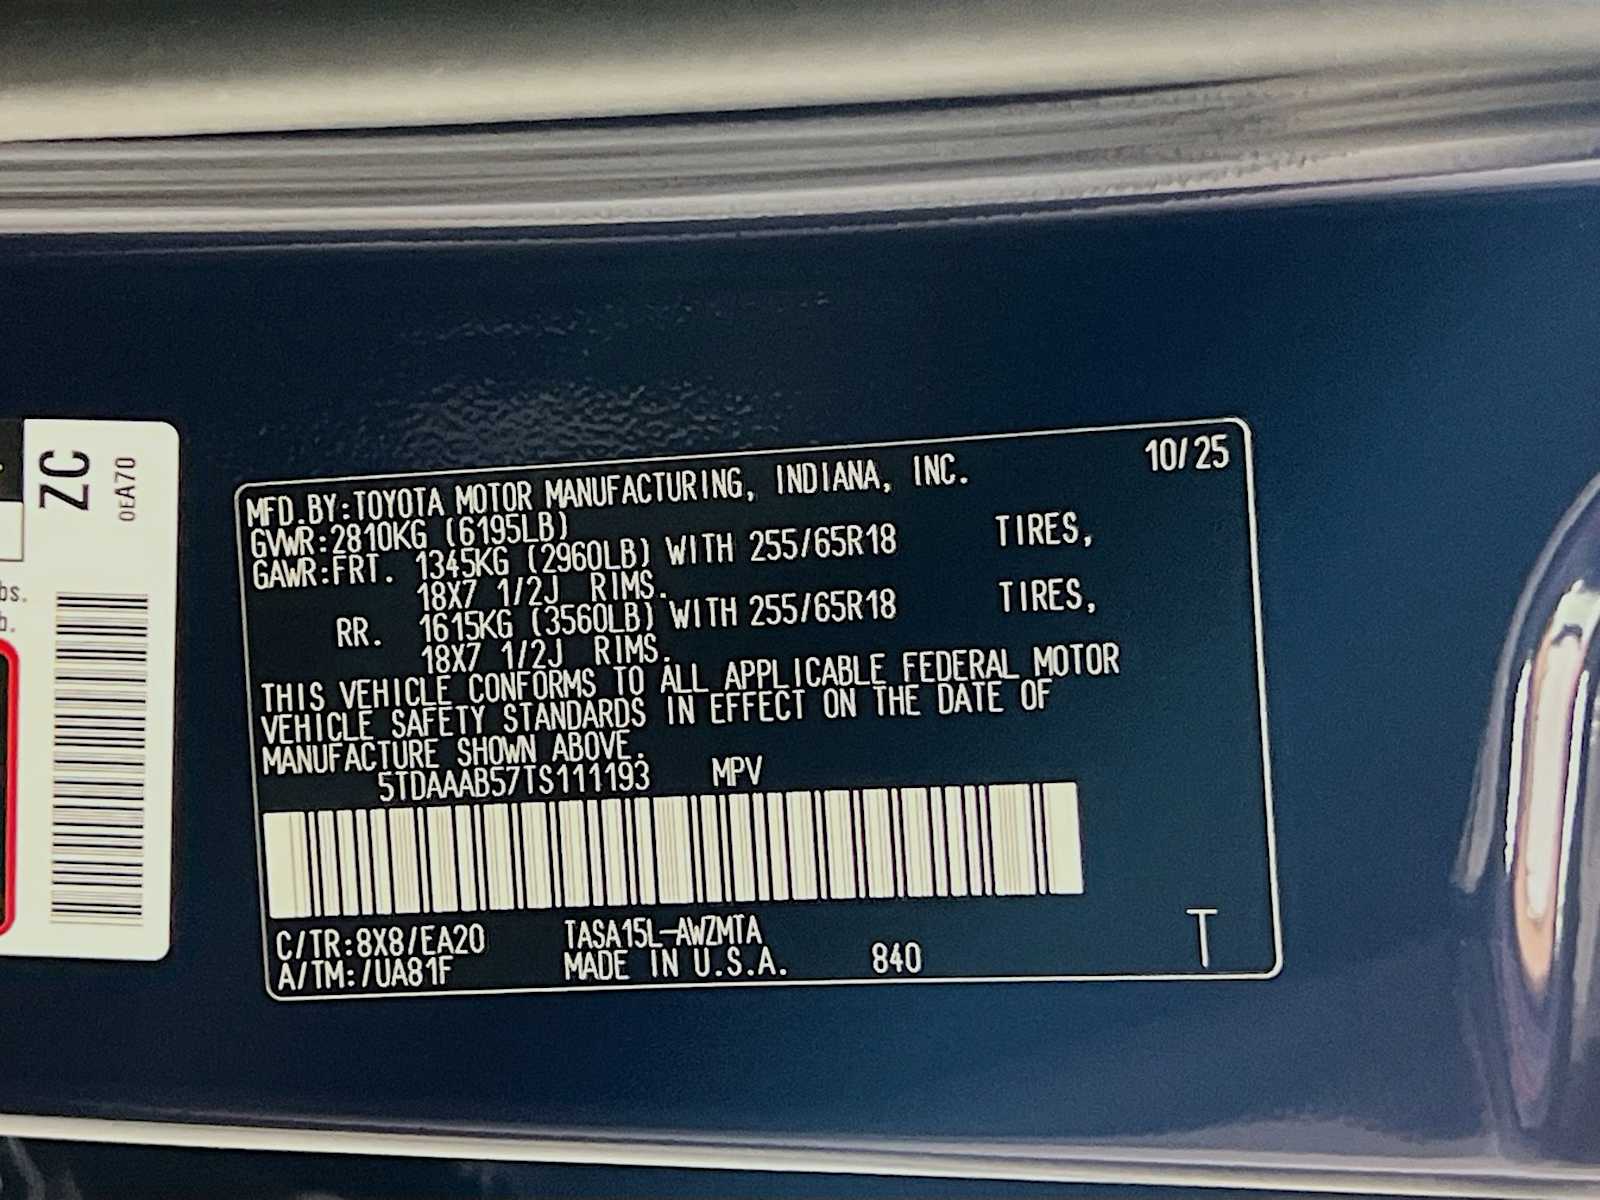 ZC
0EA70
bs.
b.
MFD.BY:TOYOTA MOTOR MANUFACTURING, INDIANA, INC. 10/25
GVWR:2810KG (6195LB)
GAWR:FRT. 1345KG (2960LB) WITH 255/65R18 TIRES,
18X7 1/2J RIMS.
RR. 1615KG (3560LB) WITH 255/65R18 TIRES,
18X7 1/2J RIMS.
THIS VEHICLE CONFORMS TO ALL APPLICABLE FEDERAL MOTOR
VEHICLE SAFETY STANDARDS IN EFFECT ON THE DATE OF
MANUFACTURE SHOWN ABOVE.
5TDAAAB57TS111193 MPV
C/TR:8X8/EA20 TASA15L-AWZMTA
A/TM:/UA81F MADE IN U.S.A. 840 T